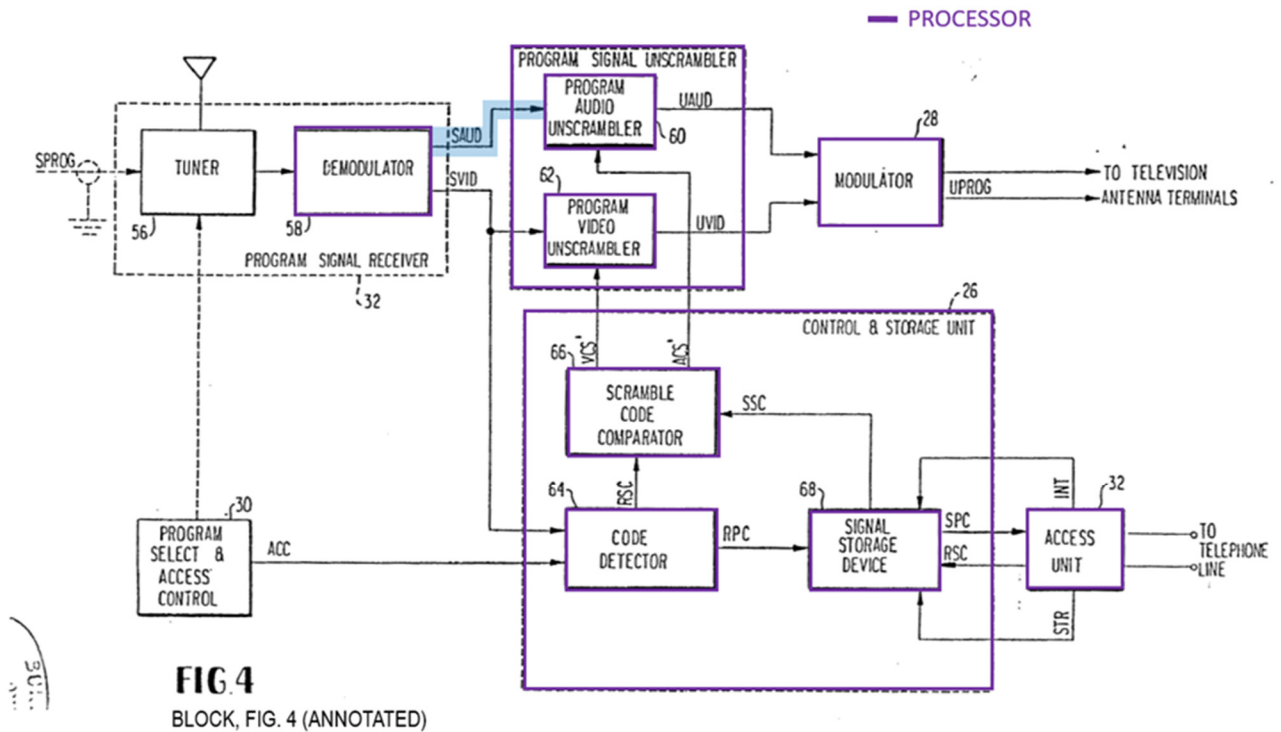 PROCESSOR
PROGRAM SIGNAL UNSCRAMBLER
PROGRAM
AUDIO
UNSCRAMBLER
60
UAUD
28
MODULATOR
TO TELEVISION
UPROG
ANTENNA TERMINALS
SPROG
TUNER
56
DEMODULATOR
58
SAUD
SVID
PROGRAM SIGNAL RECEIVER
32
62
PROGRAM
VIDEO
UNSCRAMBLER
UVID
26
CONTROL & STORAGE UNIT
VCS'
ACS'
66
SCRAMBLE
CODE
COMPARATOR
SSC
RSC
64
CODE
DETECTOR
RPC
68
SIGNAL
STORAGE
DEVICE
SPC
RSC
INT
32
ACCESS
UNIT
STR
TO
TELEPHONE
LINE
30
PROGRAM
SELECT &
ACCESS
CONTROL
ACC
FIG.4
BLOCK, FIG. 4 (ANNOTATED)